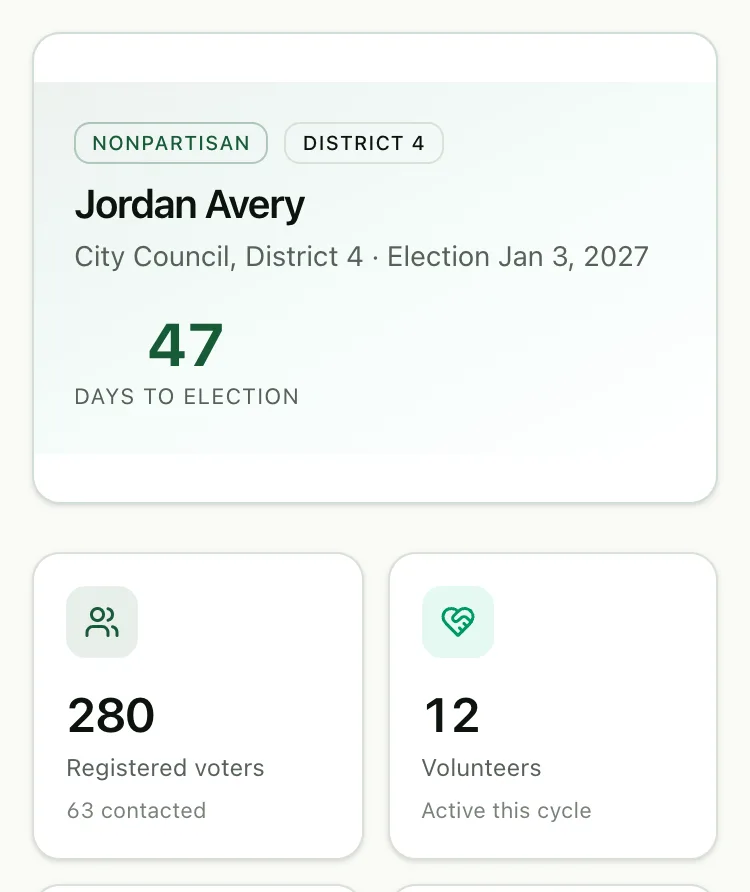 NONPARTISAN
DISTRICT 4
Jordan Avery
City Council, District 4 · Election Jan 3, 2027
47
DAYS TO ELECTION
280
Registered voters
63 contacted
12
Volunteers
Active this cycle